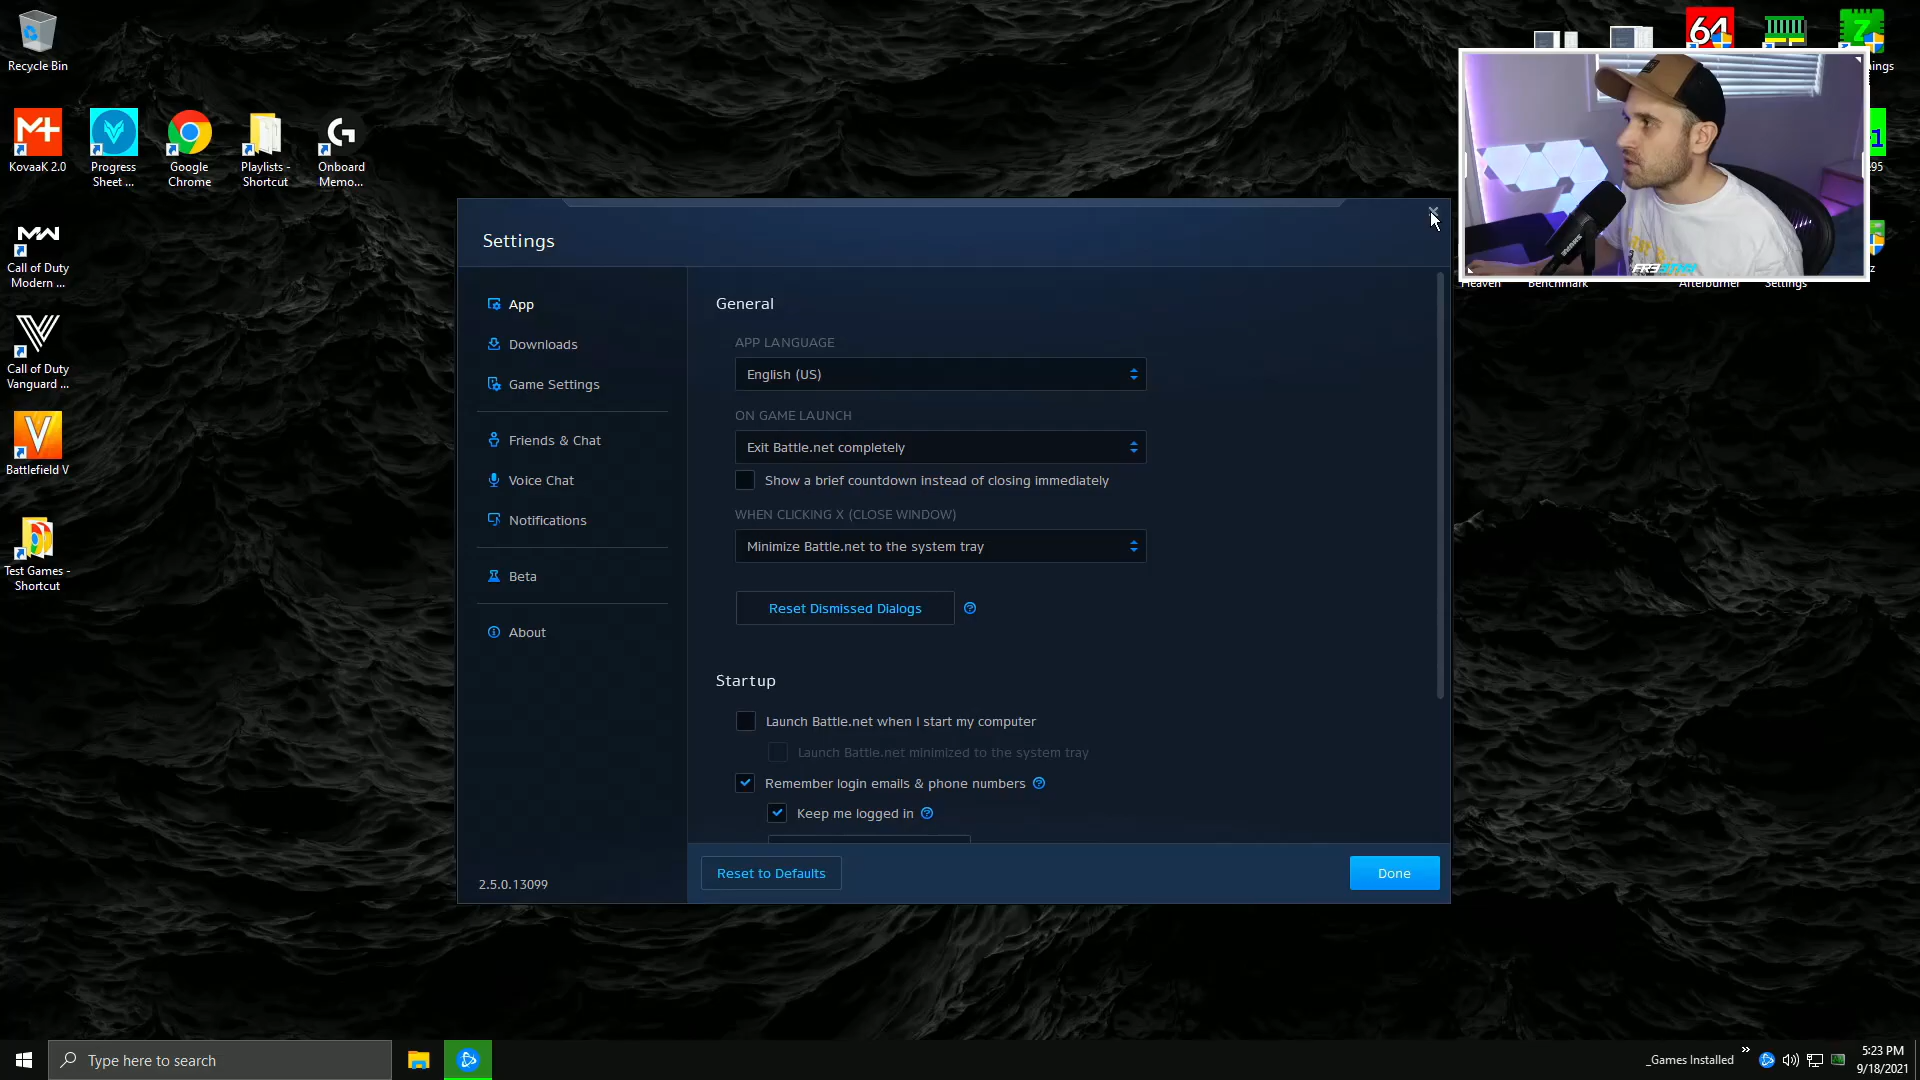 Recycle Bin
KovaaK 2.0
Progress
Sheet ...
Google
Chrome
Playlists -
Shortcut
Onboard
Memo...
Call of Duty
Modern ...
Call of Duty
Vanguard ...
Battlefield V
Test Games -
Shortcut
64
Heaven
Benchmark
Afterburner
Settings
Settings
App
Downloads
Game Settings
Friends & Chat
Voice Chat
Notifications
Beta
About
2.5.0.13099
General
APP LANGUAGE
English (US)
ON GAME LAUNCH
Exit Battle.net completely
Show a brief countdown instead of closing immediately
WHEN CLICKING X (CLOSE WINDOW)
Minimize Battle.net to the system tray
Reset Dismissed Dialogs
Startup
Launch Battle.net when I start my computer
Launch Battle.net minimized to the system tray
Remember login emails & phone numbers
Keep me logged in
Reset to Defaults
Done
Type here to search
_Games Installed
5:23 PM
9/18/2021